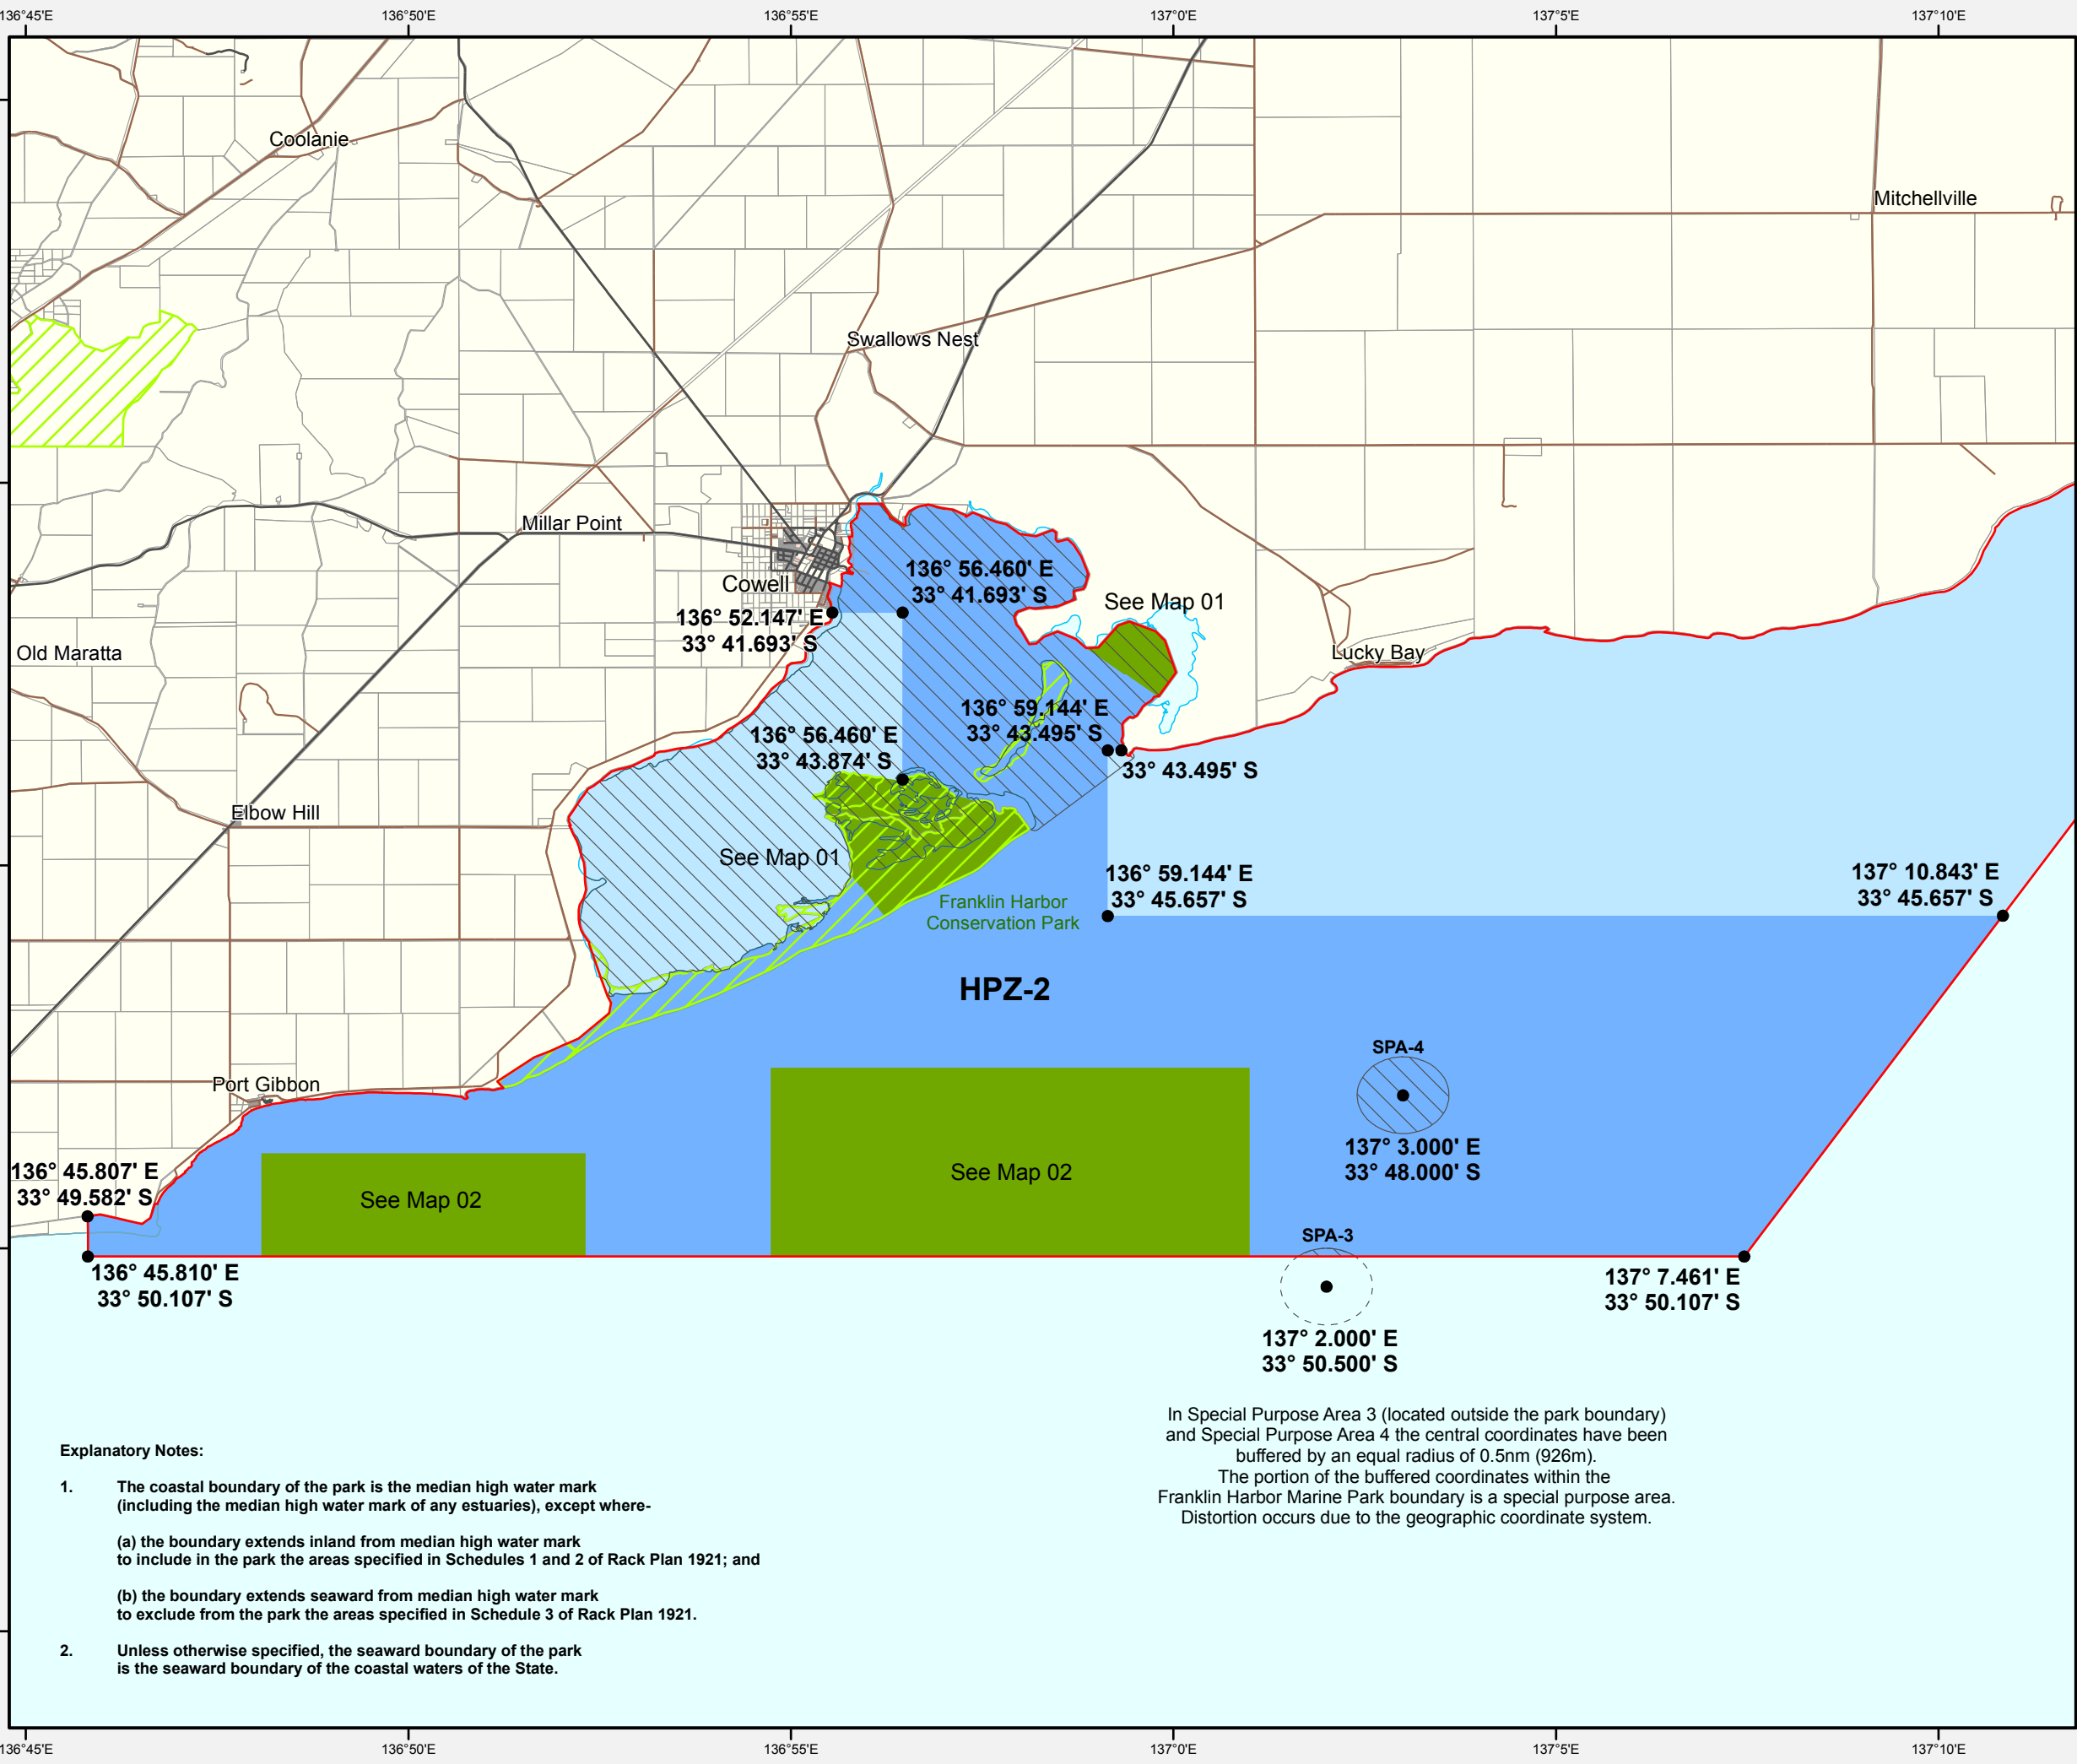 136°45'E
136°50'E
136°55'E
137°0'E
137°5'E
137°10'E
Coolanie
Mitchellville
Swallows Nest
Millar Point
Cowell
136° 56.460' E
33° 41.693' S
See Map 01
136° 52.147' E
33° 41.693' S
Old Maratta
Lucky Bay
136° 59.144' E
33° 43.495' S
136° 56.460' E
33° 43.874' S
33° 43.495' S
Elbow Hill
See Map 01
136° 59.144' E
33° 45.657' S
137° 10.843' E
33° 45.657' S
Franklin Harbor
Conservation Park
HPZ-2
SPA-4
Port Gibbon
137° 3.000' E
33° 48.000' S
136° 45.807' E
33° 49.582' S
See Map 02
See Map 02
SPA-3
136° 45.810' E
33° 50.107' S
137° 7.461' E
33° 50.107' S
137° 2.000' E
33° 50.500' S
In Special Purpose Area 3 (located outside the park boundary)
and Special Purpose Area 4 the central coordinates have been
buffered by an equal radius of 0.5nm (926m).
The portion of the buffered coordinates within the
Franklin Harbor Marine Park boundary is a special purpose area.
Distortion occurs due to the geographic coordinate system.
Explanatory Notes:
1. The coastal boundary of the park is the median high water mark
(including the median high water mark of any estuaries), except where-
(a) the boundary extends inland from median high water mark
to include in the park the areas specified in Schedules 1 and 2 of Rack Plan 1921; and
(b) the boundary extends seaward from median high water mark
to exclude from the park the areas specified in Schedule 3 of Rack Plan 1921.
2. Unless otherwise specified, the seaward boundary of the park
is the seaward boundary of the coastal waters of the State.
136°45'E
136°50'E
136°55'E
137°0'E
137°5'E
137°10'E